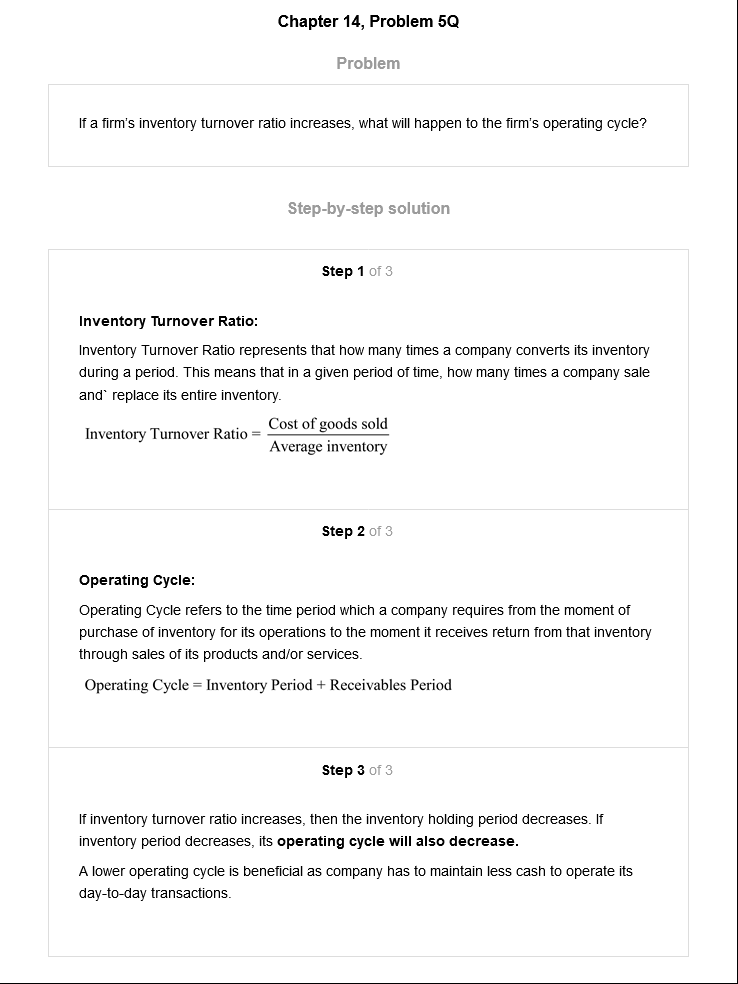 Chapter 14, Problem 5Q
Problem
If a firm's inventory turnover ratio increases, what will happen to the firm's operating cycle?
Step-by-step solution
Step 1 of 3
Inventory Turnover Ratio:
Inventory Turnover Ratio represents that how many times a company converts its inventory
during a period. This means that in a given period of time, how many times a company sale
and` replace its entire inventory.
Inventory Turnover Ratio = Cost of goods sold
Average inventory
Step 2 of 3
Operating Cycle:
Operating Cycle refers to the time period which a company requires from the moment of
purchase of inventory for its operations to the moment it receives return from that inventory
through sales of its products and/or services.
Operating Cycle = Inventory Period + Receivables Period
Step 3 of 3
If inventory turnover ratio increases, then the inventory holding period decreases. If
inventory period decreases, its operating cycle will also decrease.
A lower operating cycle is beneficial as company has to maintain less cash to operate its
day-to-day transactions.